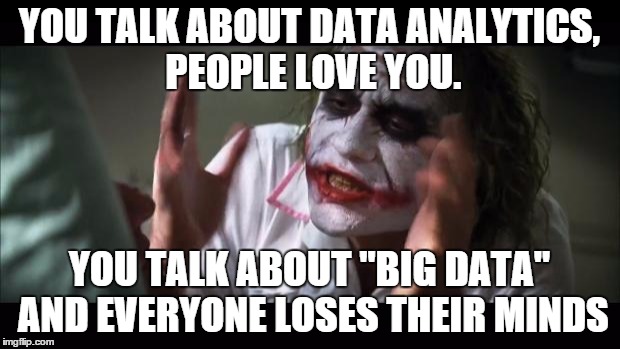 YOU TALK ABOUT DATA ANALYTICS,
PEOPLE LOVE YOU.
YOU TALK ABOUT "BIG DATA"
AND EVERYONE LOSES THEIR MINDS
imgflip.com